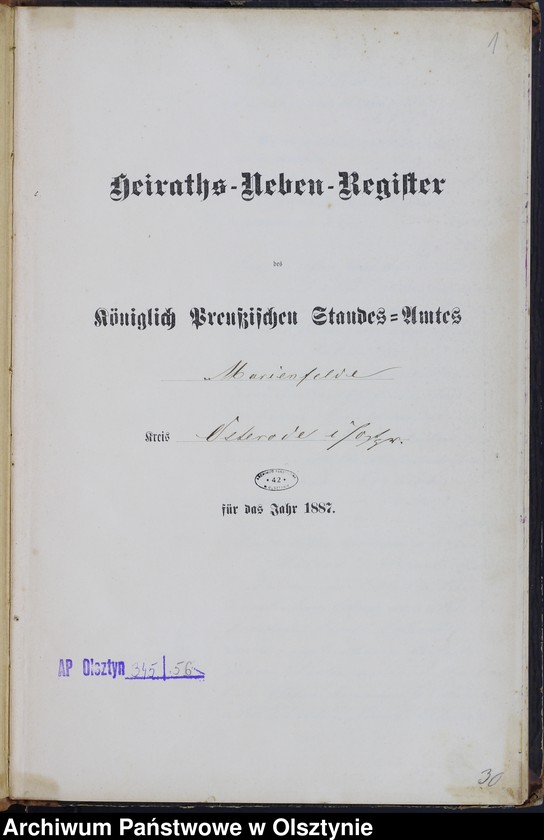 1
Heiraths-Neben-Register
des
Königlich Preußischen Standes-Amtes
Marienfelde
Kreis Osterode i/Ostpr.
42
für das Jahr 1887.
AP Olsztyn 345/56
30
Archiwum Państwowe w Olsztynie